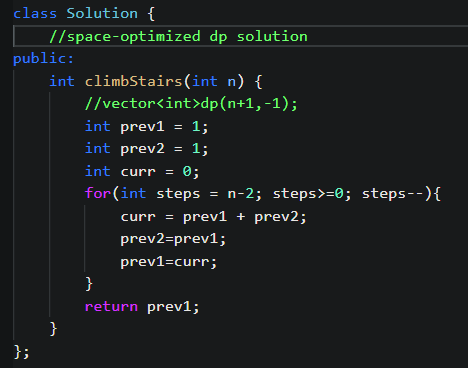 class Solution {
    //space-optimized dp solution
public:
    int climbStairs(int n) {
        //vector<int>dp(n+1,-1);
        int prev1 = 1;
        int prev2 = 1;
        int curr = 0;
        for(int steps = n-2; steps>=0; steps--){
            curr = prev1 + prev2;
            prev2=prev1;
            prev1=curr;
        }
        return prev1;
    }
};